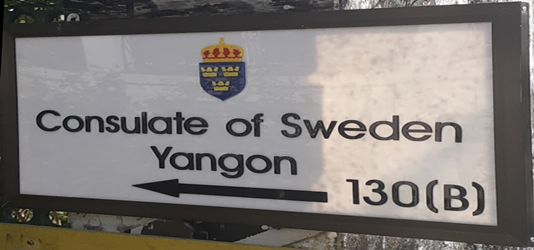 Consulate of Sweden
Yangon
130(B)